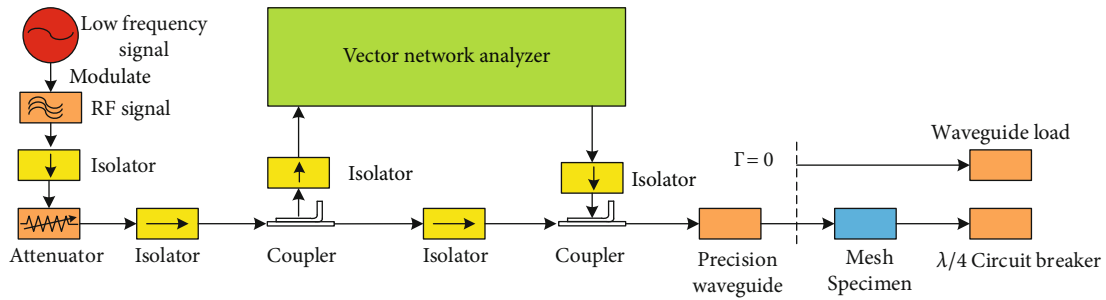 Low frequency
signal
Modulate
RF signal
Isolator
Attenuator
Isolator
Coupler
Isolator
Vector network analyzer
Isolator
Isolator
Coupler
Precision
waveguide
Γ = 0
Waveguide load
Mesh
Specimen
λ/4 Circuit breaker